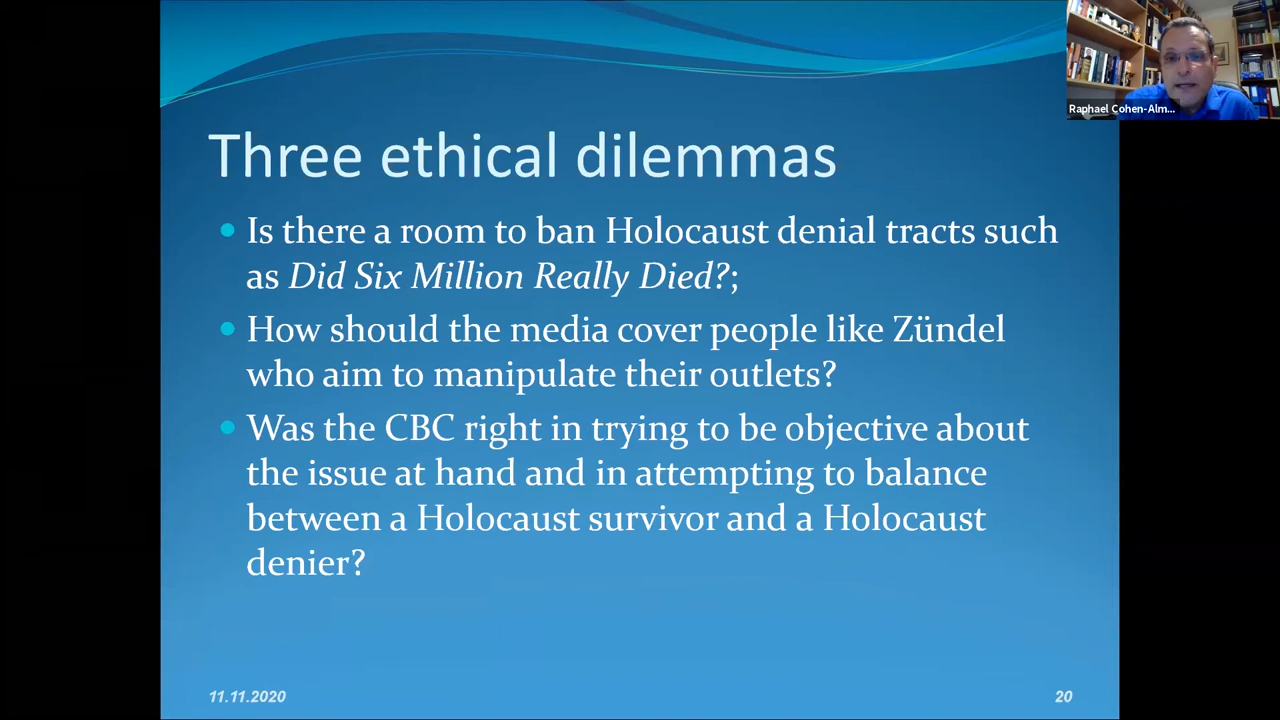 Three ethical dilemmas
Is there a room to ban Holocaust denial tracts such
as Did Six Million Really Died?;
How should the media cover people like Zündel
who aim to manipulate their outlets?
Was the CBC right in trying to be objective about
the issue at hand and in attempting to balance
between a Holocaust survivor and a Holocaust
denier?
11.11.2020
20
Raphael Cohen-Alm...